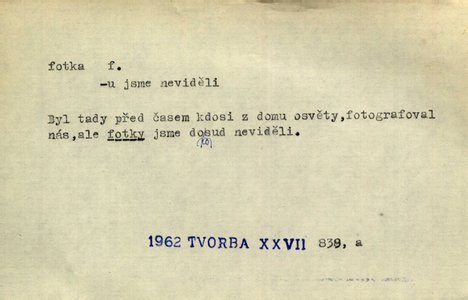 fotka f.
-u jsme neviděli
Byl tady před časem kdosi z domu osvěty,fotografoval
nás,ale fotky jsme dosud neviděli.
1962 TVORBA XXVII 839, a